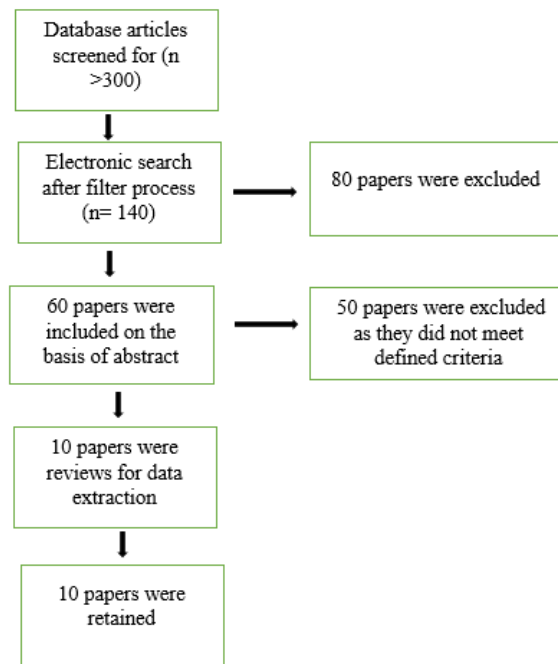 Database articles
screened for (n
>300)
Electronic search
after filter process
(n= 140)
80 papers were excluded
60 papers were
included on the
basis of abstract
50 papers were excluded
as they did not meet
defined criteria
10 papers were
reviews for data
extraction
10 papers were
retained